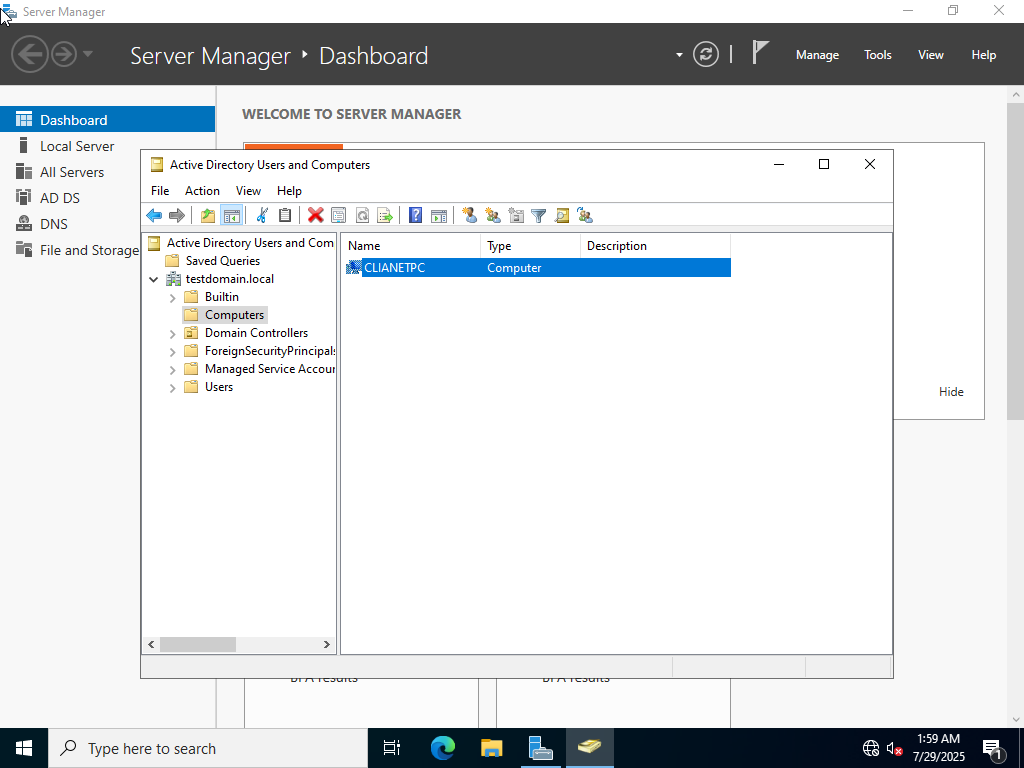 Server Manager
Server Manager ‣ Dashboard
Manage
Tools
View
Help
Dashboard
Local Server
All Servers
AD DS
DNS
File and Storage
WELCOME TO SERVER MANAGER
Hide
Active Directory Users and Computers
File Action View Help
Active Directory Users and Com
Saved Queries
testdomain.local
Builtin
Computers
Domain Controllers
ForeignSecurityPrincipals
Managed Service Accour
Users
Name Type Description
CLIANETPC Computer
BPA results
BPA results
Type here to search
1:59 AM
7/29/2025
1